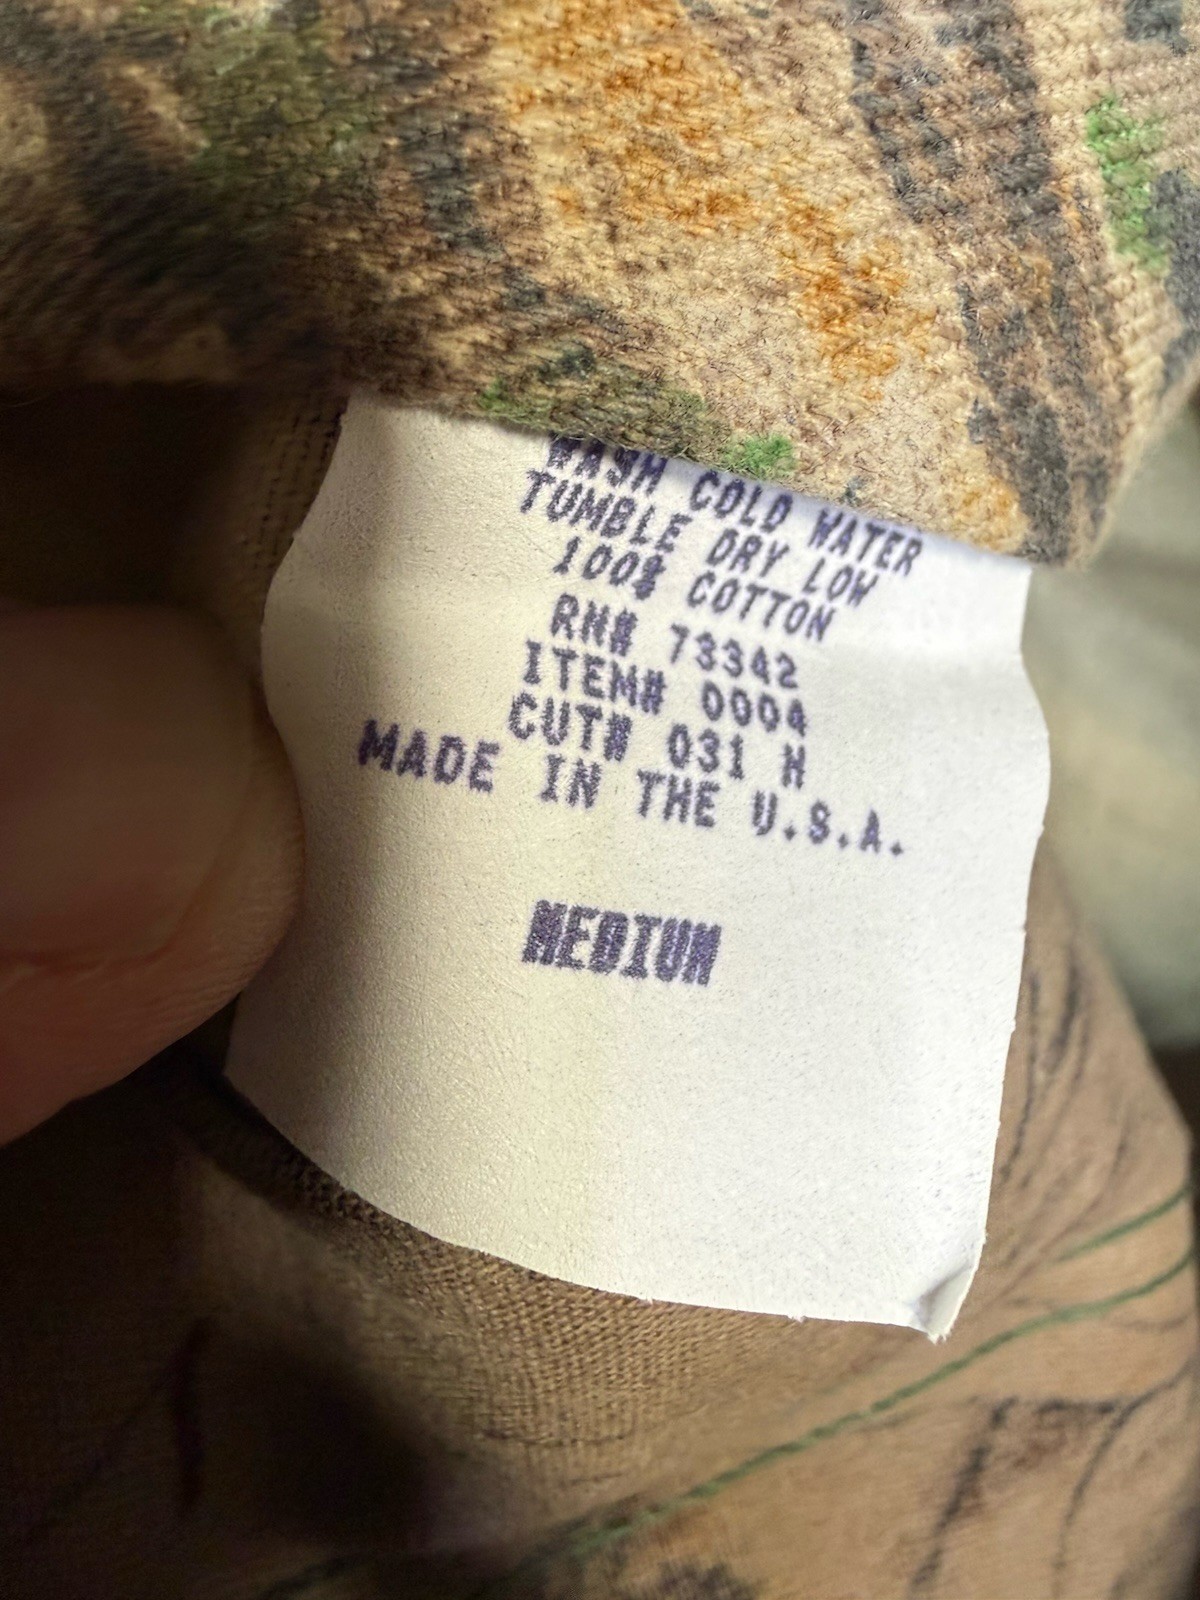 WASH COLD WATER
TUMBLE DRY LOW
100% COTTON
RN# 73342
ITEM# 0004
CUT# 031 H
MADE IN THE U.S.A.
MEDIUM